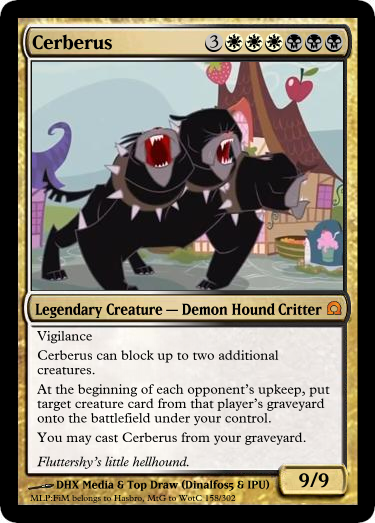 Cerberus 3
Legendary Creature — Demon Hound Critter
Vigilance
Cerberus can block up to two additional
creatures.
At the beginning of each opponent's upkeep, put
target creature card from that player's graveyard
onto the battlefield under your control.
You may cast Cerberus from your graveyard.
Fluttershy's little hellhound.
9/9
DHX Media & Top Draw (Dinalfos5 & IPU)
MLP:FiM belongs to Hasbro, MtG to WotC 158/302